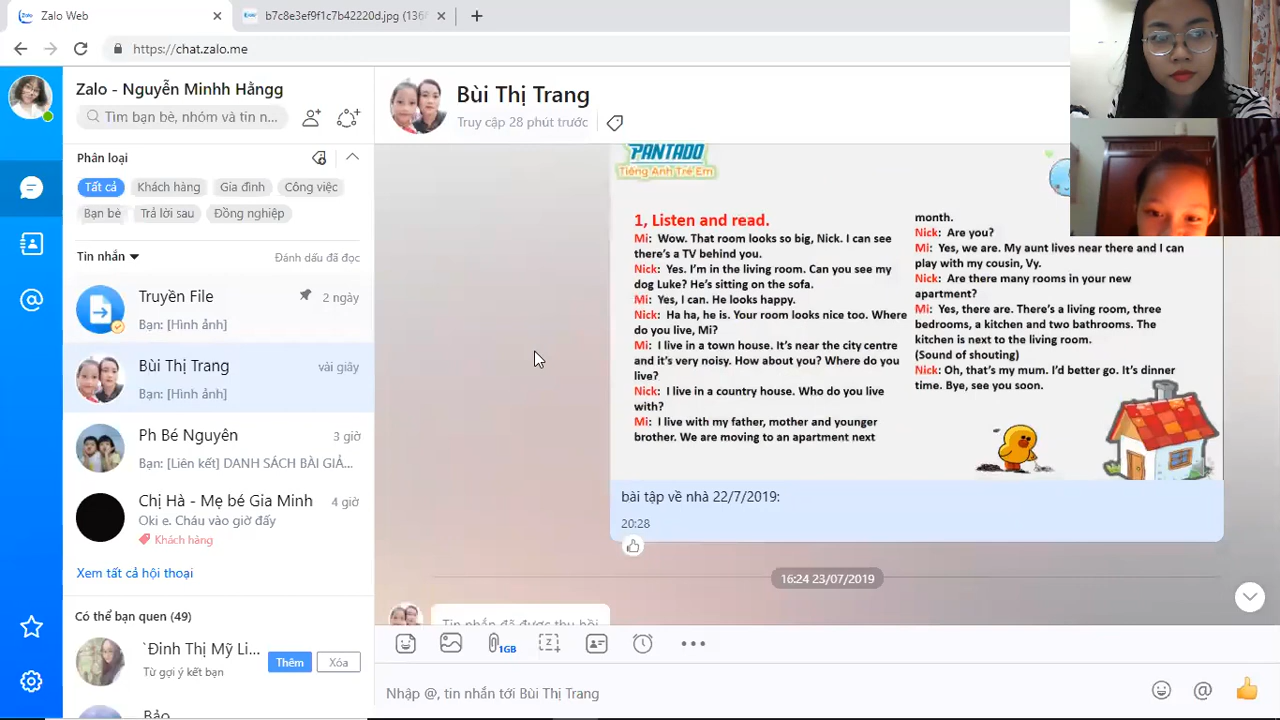 Zalo Web
b7c8e3ef9f1c7b42220d.jpg (136
https://chat.zalo.me
Zalo - Nguyễn Minhh Hằngg
Tìm bạn bè, nhóm và tin n...
Phân loại
Tất cả
Khách hàng
Gia đình
Công việc
Bạn bè
Trả lời sau
Đồng nghiệp
Tin nhắn
Đánh dấu đã đọc
Truyền File
2 ngày
Bạn: [Hình ảnh]
Bùi Thị Trang
vài giây
Bạn: [Hình ảnh]
Ph Bé Nguyên
3 giờ
Bạn: [Liên kết] DANH SÁCH BÀI GIẢ...
Chị Hà - Mẹ bé Gia Minh
4 giờ
Oki e. Cháu vào giờ đấy
Khách hàng
Xem tất cả hội thoại
Có thể bạn quen (49)
`Đinh Thị Mỹ Li...
Từ gợi ý kết bạn
Thêm
Xóa
Bảo
Bùi Thị Trang
Truy cập 28 phút trước
PANTADO
Tiếng Anh Trẻ Em
1, Listen and read.
Mi: Wow. That room looks so big, Nick. I can see
there's a TV behind you.
Nick: Yes. I'm in the living room. Can you see my
dog Luke? He's sitting on the sofa.
Mi: Yes, I can. He looks happy.
Nick: Ha ha, he is. Your room looks nice too. Where
do you live, Mi?
Mi: I live in a town house. It's near the city centre
and it's very noisy. How about you? Where do you
live?
Nick: I live in a country house. Who do you live
with?
Mi: I live with my father, mother and younger
brother. We are moving to an apartment next
month.
Nick: Are you?
Mi: Yes, we are. My aunt lives near there and I can
play with my cousin, Vy.
Nick: Are there many rooms in your new
apartment?
Mi: Yes, there are. There's a living room, three
bedrooms, a kitchen and two bathrooms. The
kitchen is next to the living room.
(Sound of shouting)
Nick: Oh, that's my mum. I'd better go. It's dinner
time. Bye, see you soon.
bài tập về nhà 22/7/2019:
20:28
16:24 23/07/2019
Tin nhắn đã được thu hồi
1GB
Nhập @, tin nhắn tới Bùi Thị Trang